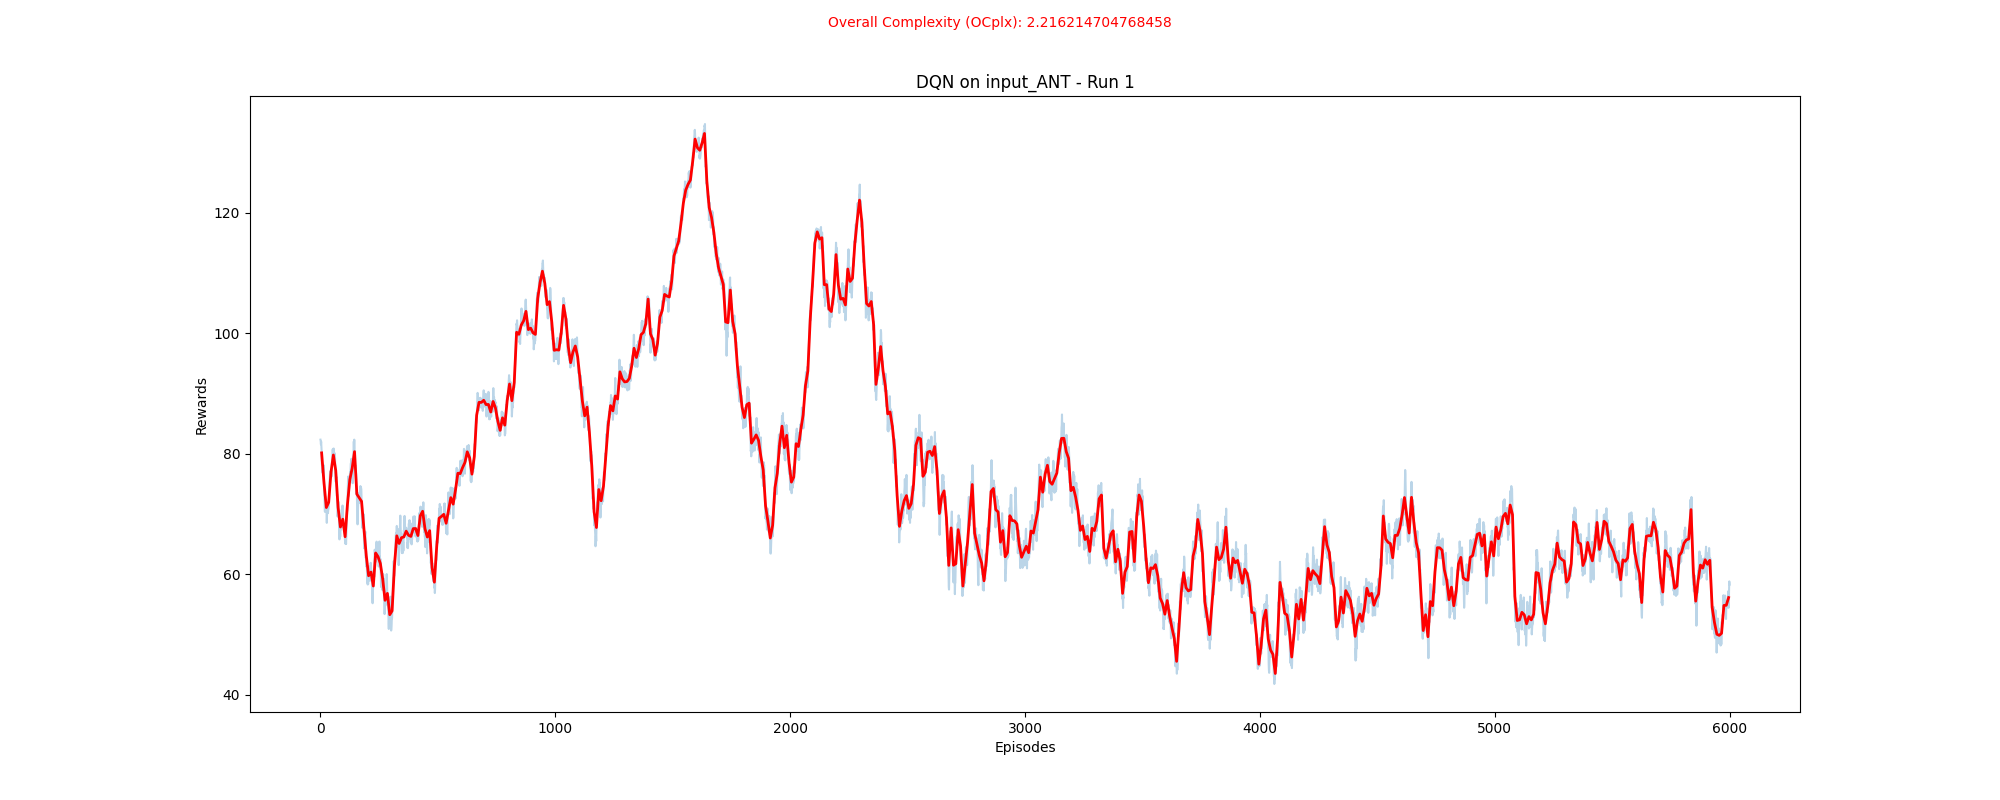 Overall Complexity (OCplx): 2.216214704768458
DQN on input_ANT - Run 1
Rewards
120
100
80
60
40
0 1000 2000 3000 4000 5000 6000
Episodes